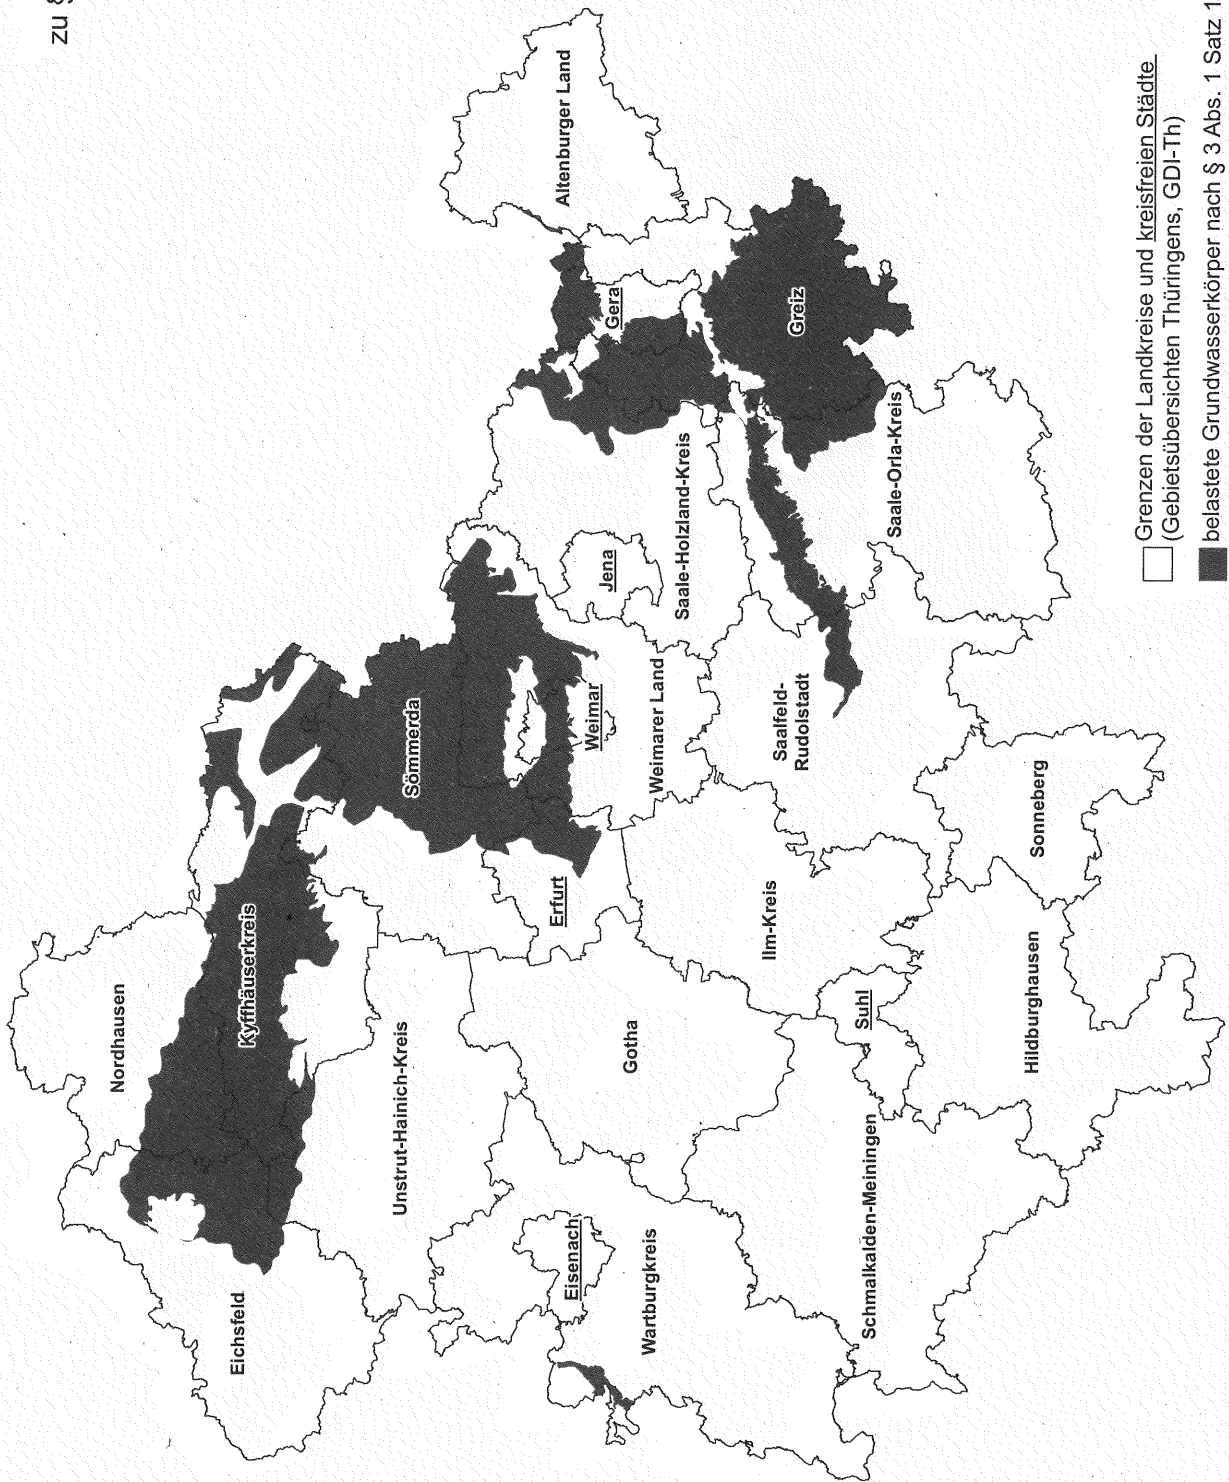 zu §
Nordhausen
Eichsfeld
Kyffhäuserkreis
Unstrut-Hainich-Kreis
Sömmerda
Altenburger Land
Erfurt
Eisenach
Weimar
Jena
Gera
Gotha
Wartburgkreis
Weimarer Land
Saale-Holzland-Kreis
Greiz
Ilm-Kreis
Saalfeld-
Rudolstadt
Suhl
Schmalkalden-Meiningen
Saale-Orla-Kreis
Hildburghausen
Sonneberg
Grenzen der Landkreise und kreisfreien Städte
(Gebietsübersichten Thüringens, GDI-Th)
belastete Grundwasserkörper nach § 3 Abs. 1 Satz 1